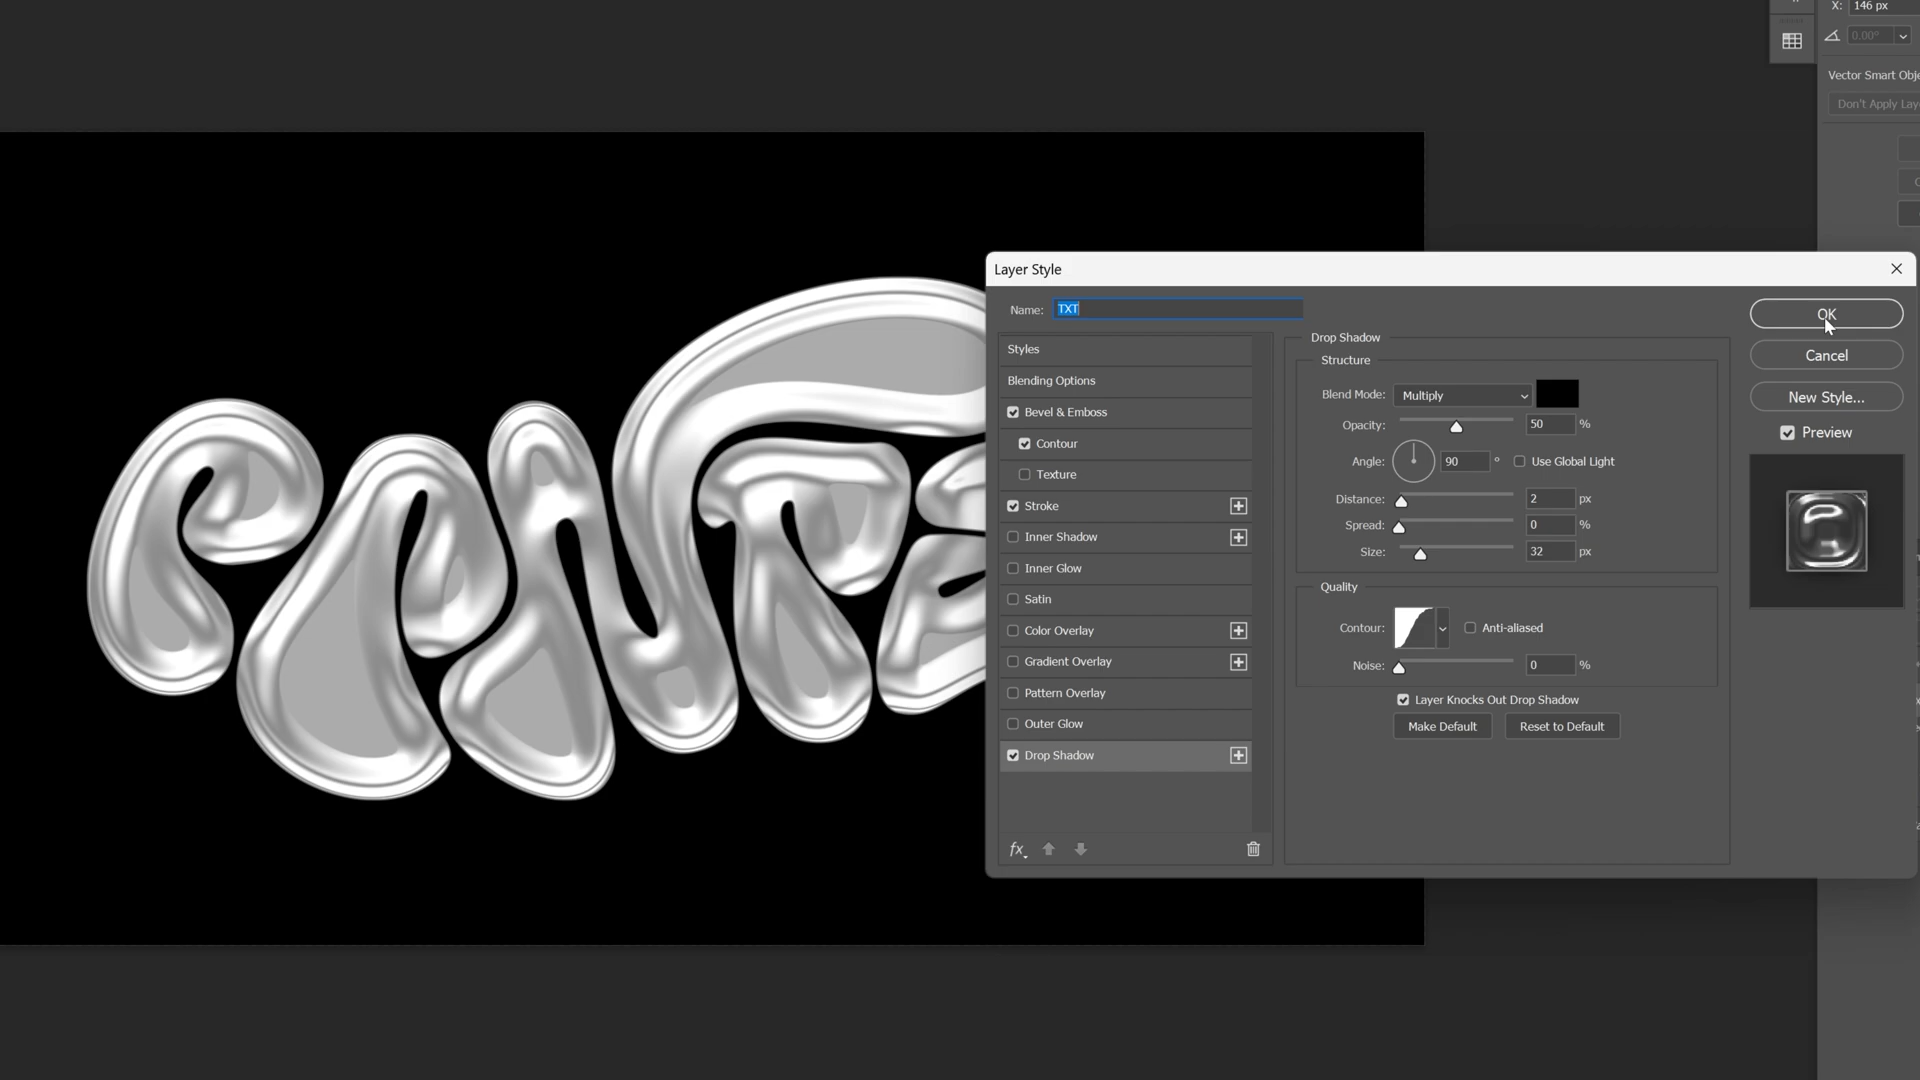 X: 146 px
0.00°
Vector Smart Obje
Don't Apply Lay
Layer Style
Name: TXT
Styles
Blending Options
Bevel & Emboss
Contour
Texture
Stroke
Inner Shadow
Inner Glow
Satin
Color Overlay
Gradient Overlay
Pattern Overlay
Outer Glow
Drop Shadow
fx
Drop Shadow
Structure
Blend Mode: Multiply
Opacity: 50 %
Angle: 90 ° Use Global Light
Distance: 2 px
Spread: 0 %
Size: 32 px
Quality
Contour: Anti-aliased
Noise: 0 %
Layer Knocks Out Drop Shadow
Make Default Reset to Default
OK
Cancel
New Style...
Preview